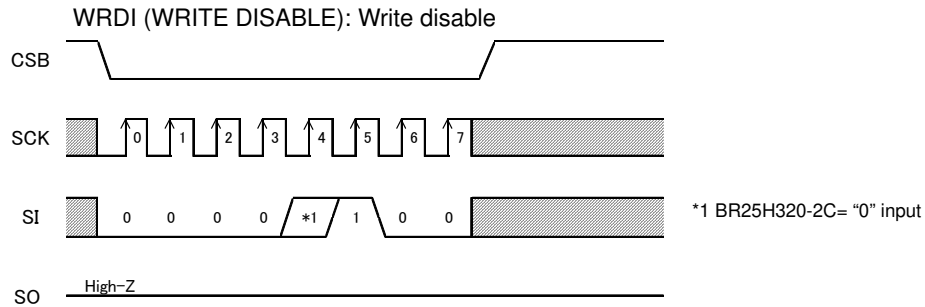 WRDI (WRITE DISABLE): Write disable
CSB
SCK 0 1 2 3 4 5 6 7
SI 0 0 0 0 *1 1 0 0 *1 BR25H320-2C= “0” input
High-Z
SO